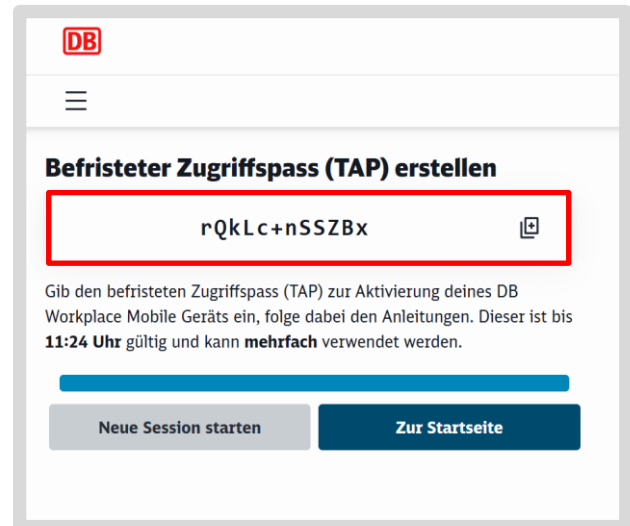 DB
Befristeter Zugriffspass (TAP) erstellen
rQkLc+nSSZBx
Gib den befristeten Zugriffspass (TAP) zur Aktivierung deines DB
Workplace Mobile Geräts ein, folge dabei den Anleitungen. Dieser ist bis
11:24 Uhr gültig und kann mehrfach verwendet werden.
Neue Session starten
Zur Startseite